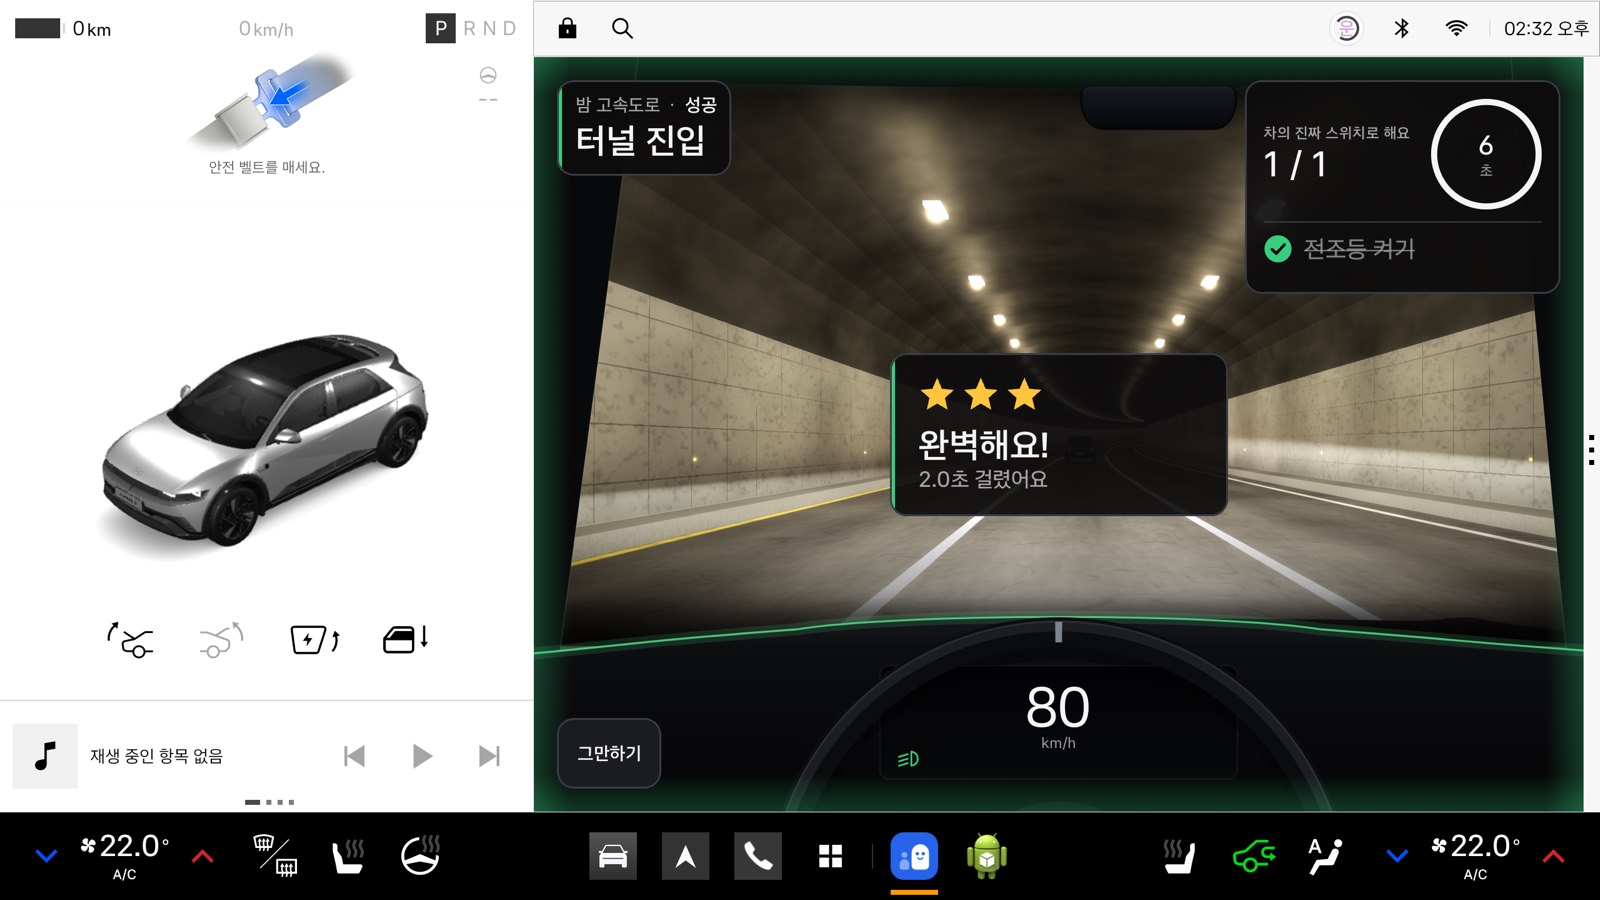 0km
0km/h
P R N D
운
02:32 오후
--
안전 벨트를 매세요.
밤 고속도로 · 성공
터널 진입
차의 진짜 스위치로 해요
1 / 1
6
초
전조등 켜기
완벽해요!
2.0초 걸렸어요
80
km/h
그만하기
재생 중인 항목 없음
22.0°
A/C
A
22.0°
A/C